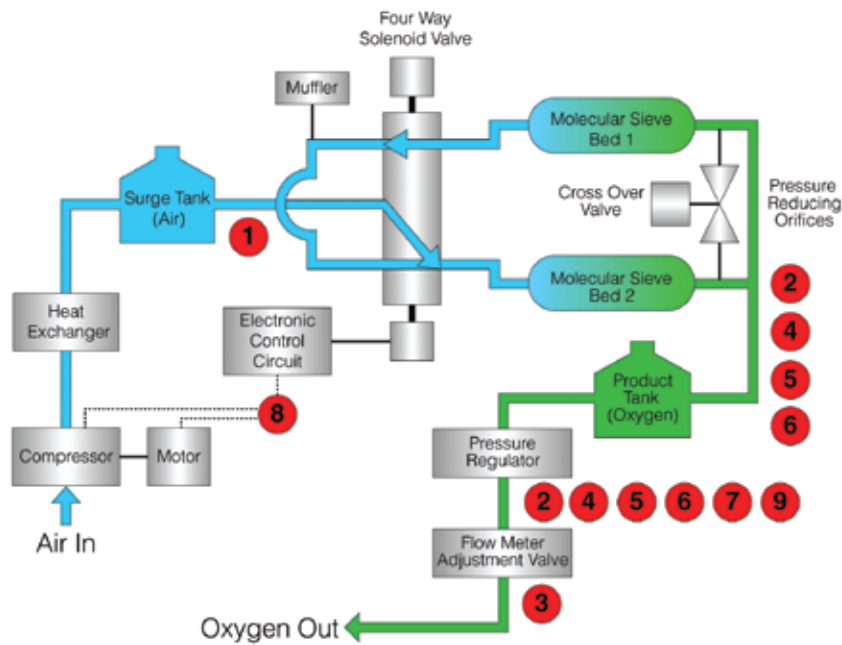 Four Way
Solenoid Valve
Muffler
Molecular Sieve
Bed 1
Surge Tank
(Air)
1
Cross Over
Valve
Pressure
Reducing
Orifices
Molecular Sieve
Bed 2
2
Heat
Exchanger
Electronic
Control
Circuit
4
Product
Tank
(Oxygen)
5
8
6
Compressor
Motor
Pressure
Regulator
2 4 5 6 7 9
Air In
Flow Meter
Adjustment Valve
3
Oxygen Out